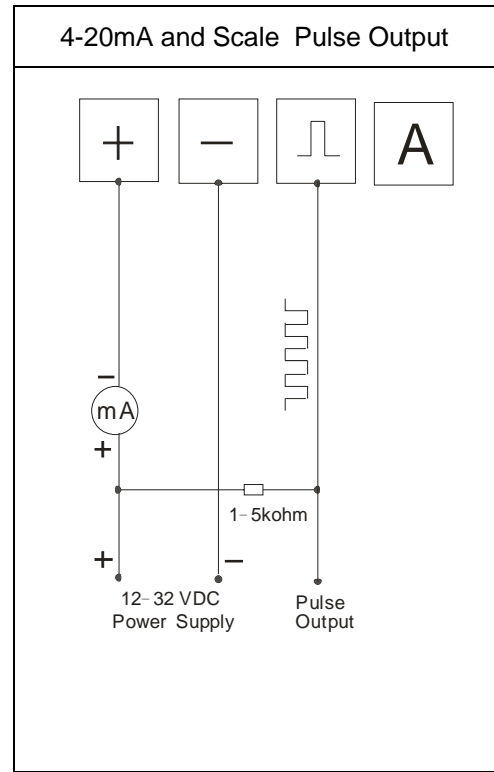 4-20mA and Scale Pulse Output
+ − A
−
mA
+
1-5kohm
+ −
12-32 VDC
Power Supply
Pulse
Output